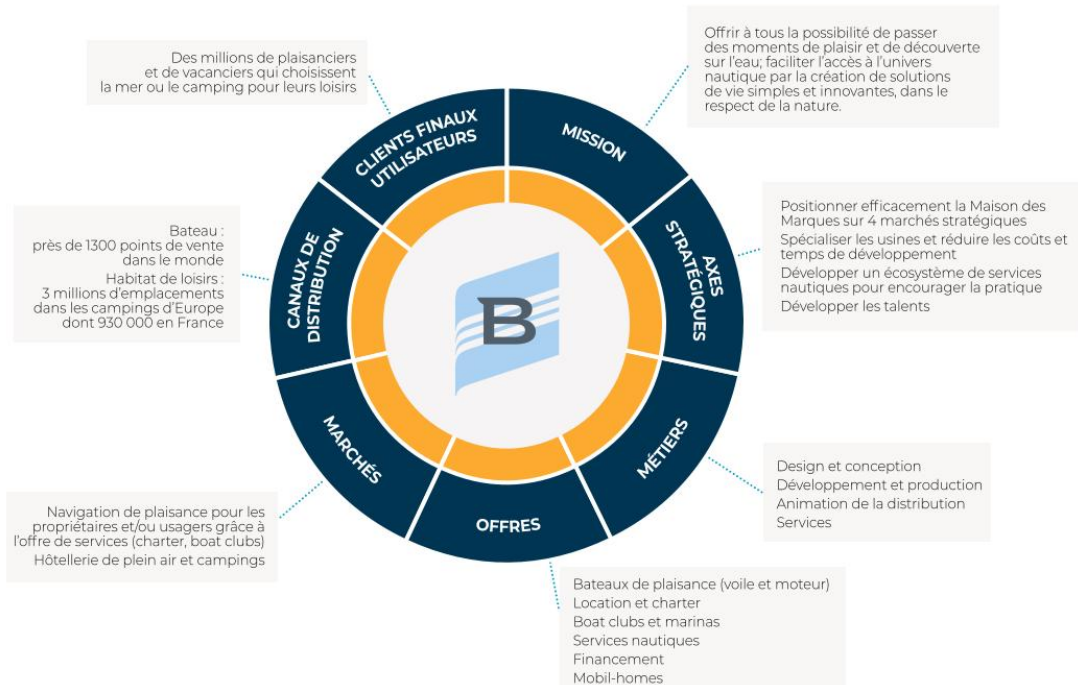 Des millions de plaisanciers
et de vacanciers qui choisissent
la mer ou le camping pour leurs loisirs
Offrir à tous la possibilité de passer
des moments de plaisir et de découverte
sur l'eau; faciliter l'accès à l'univers
nautique par la création de solutions
de vie simples et innovantes, dans le
respect de la nature.
CLIENTS FINAUX
UTILISATEURS
MISSION
Bateau :
près de 1300 points de vente
dans le monde
Habitat de loisirs :
3 millions d'emplacements
dans les campings d'Europe
dont 930 000 en France
CANAUX DE
DISTRIBUTION
B
AXES
STRATÉGIQUES
Positionner efficacement la Maison des
Marques sur 4 marchés stratégiques
Spécialiser les usines et réduire les coûts et
temps de développement
Développer un écosystème de services
nautiques pour encourager la pratique
Développer les talents
MARCHÉS
OFFRES
MÉTIERS
Design et conception
Développement et production
Animation de la distribution
Services
Navigation de plaisance pour les
propriétaires et/ou usagers grâce à
l'offre de services (charter, boat clubs)
Hôtellerie de plein air et campings
Bateaux de plaisance (voile et moteur)
Location et charter
Boat clubs et marinas
Services nautiques
Financement
Mobil-homes